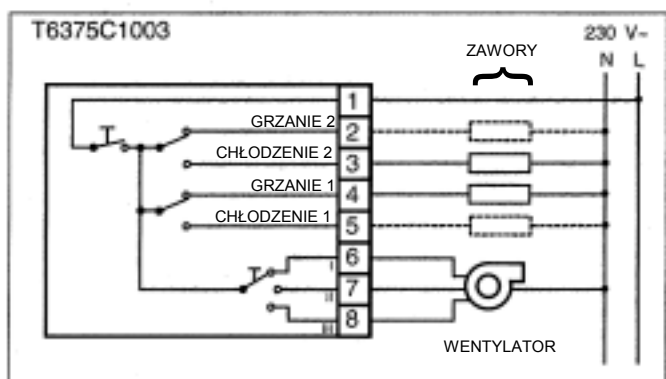 T6375C1003
230 V~
ZAWORY
N L
1
GRZANIE 2
2
CHŁODZENIE 2
3
GRZANIE 1
4
CHŁODZENIE 1
5
6
I
7
II
8
III
WENTYLATOR